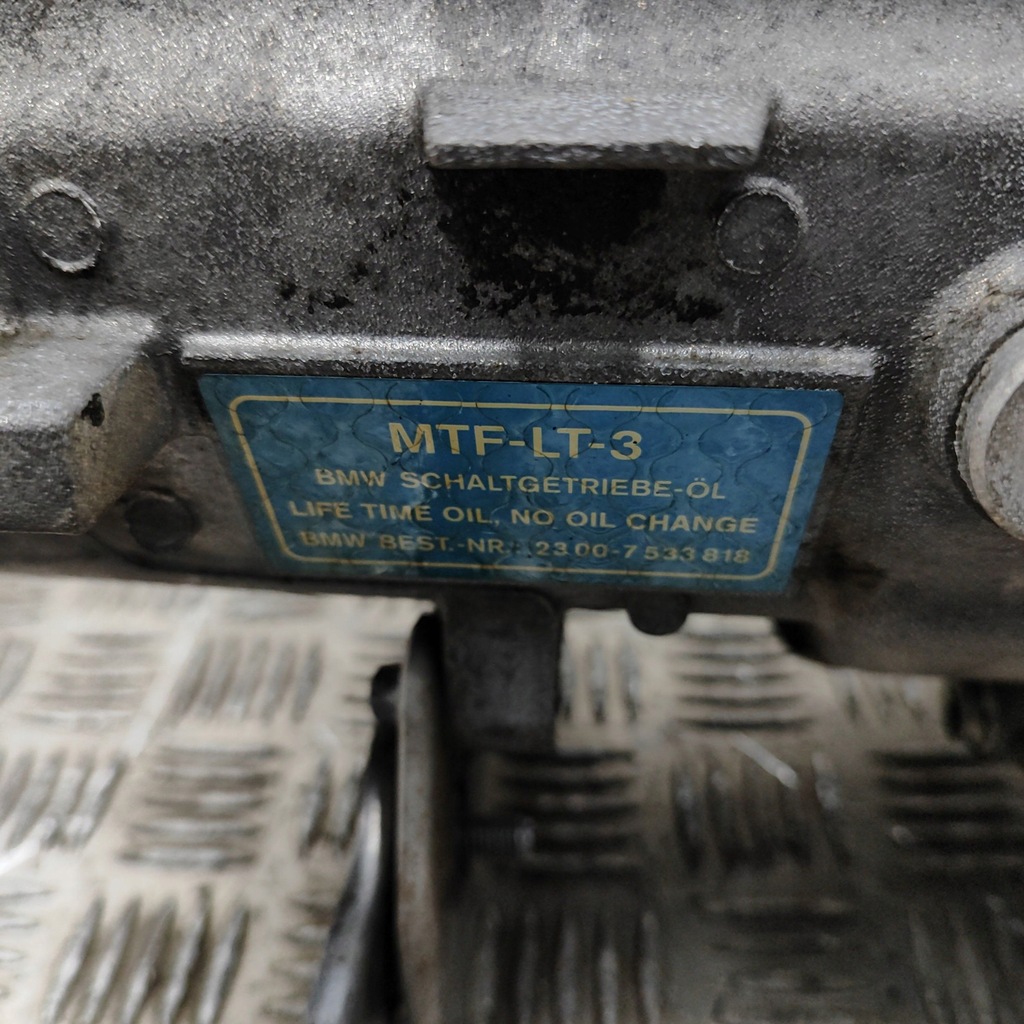 MTF-LT-3
BMW SCHALTGETRIEBE-ÖL
LIFE TIME OIL, NO OIL CHANGE
BMW BEST.-NR.: 23 00-7 533 818